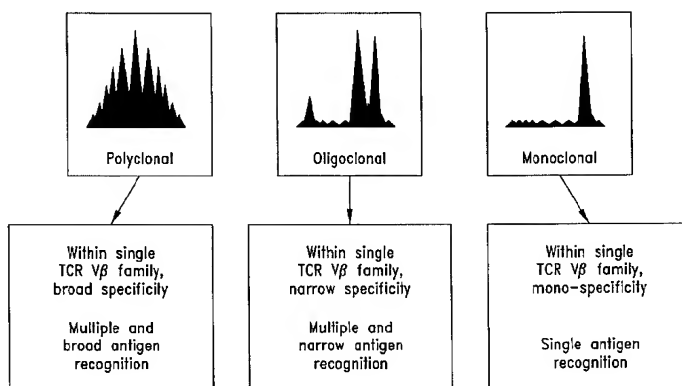 Polyclonal
Oligoclonal
Monoclonal
Within single
TCR Vβ family,
broad specificity
Multiple and
broad antigen
recognition
Within single
TCR Vβ family,
narrow specificity
Multiple and
narrow antigen
recognition
Within single
TCR Vβ family,
mono-specificity
Single antigen
recognition